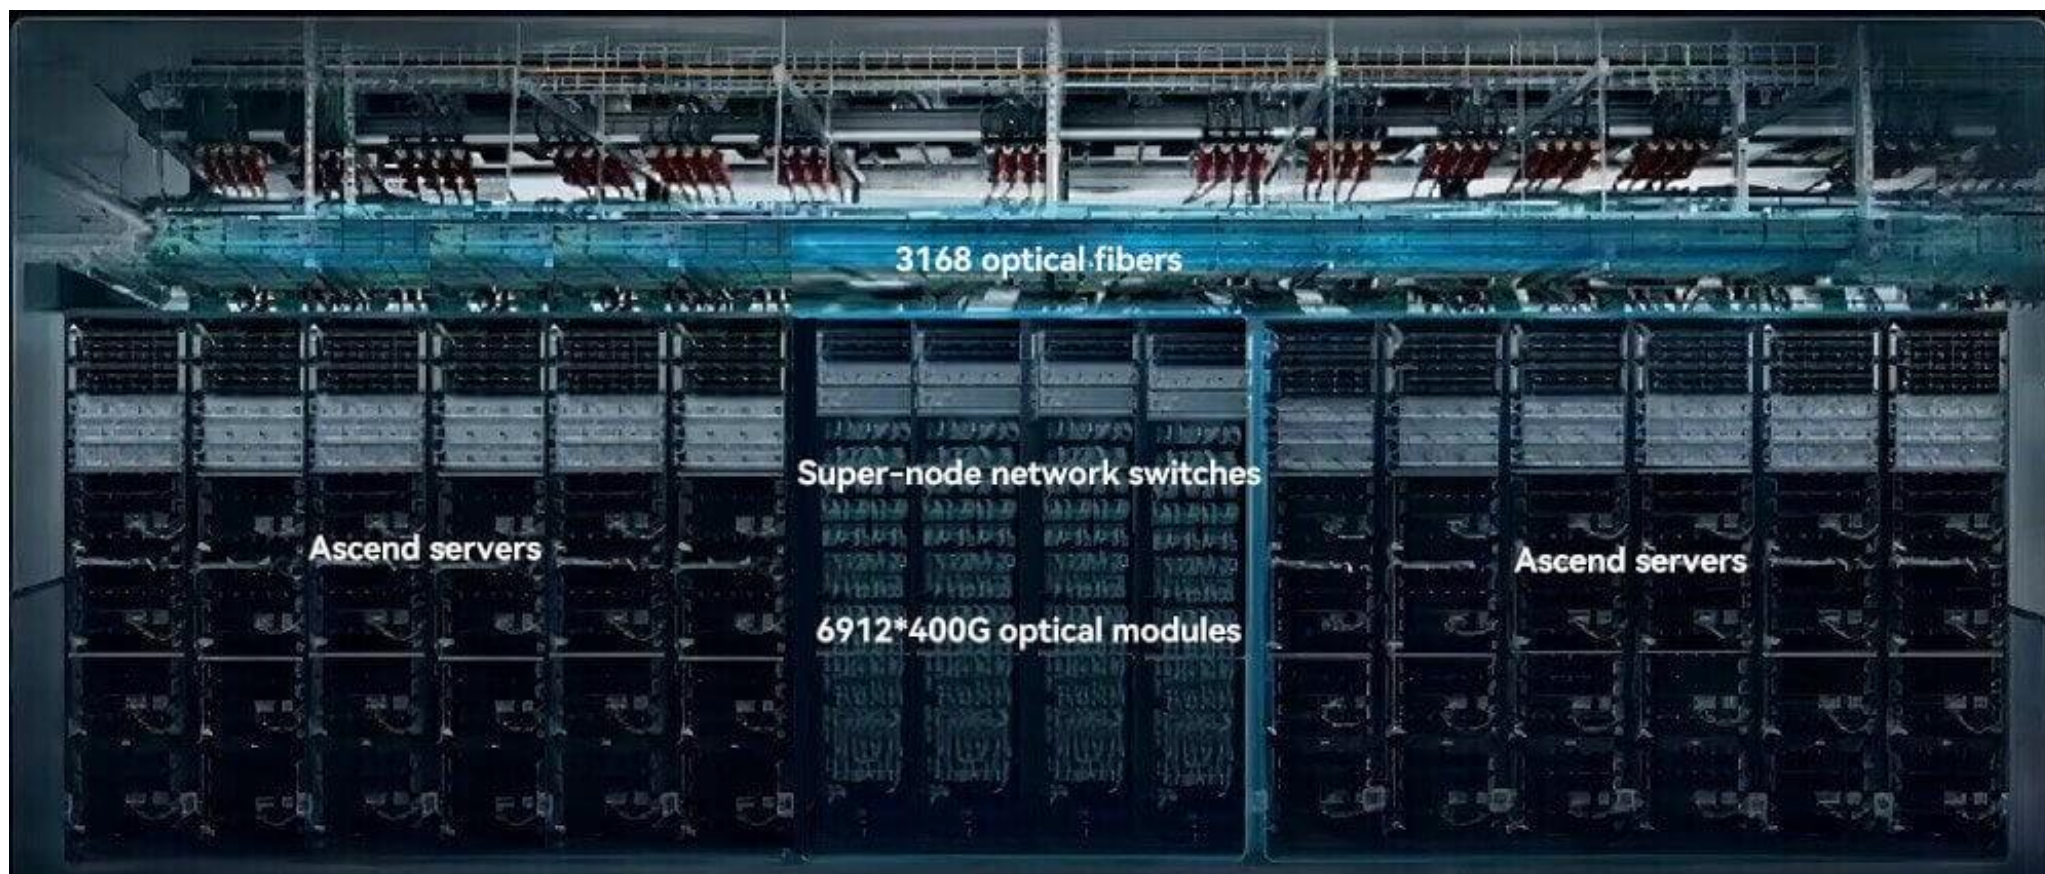 3168 optical fibers
Super-node network switches
Ascend servers
Ascend servers
6912*400G optical modules